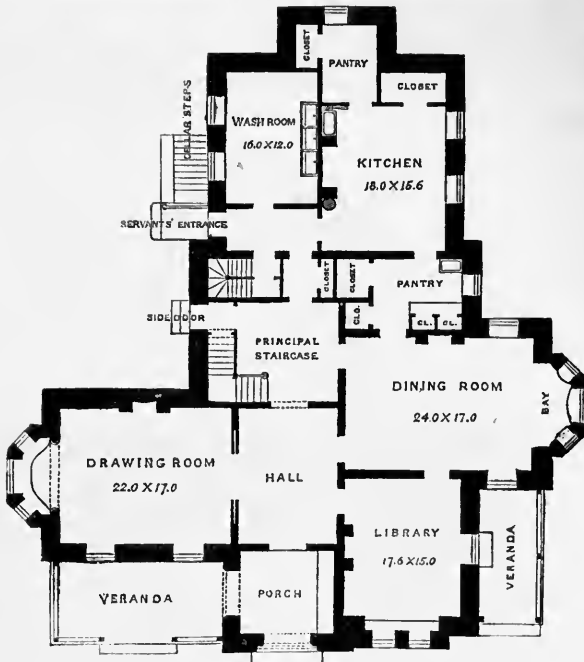 CLOSET
PANTRY
CLOSET
CELLAR STEPS
WASH ROOM
16.0 X 12.0
KITCHEN
18.0 X 15.6
SERVANTS' ENTRANCE
CLOSET
CLOSET
PANTRY
SIDE DOOR
CLO.
CL.
CL.
PRINCIPAL
STAIRCASE
DINING ROOM
24.0 X 17.0
BAY
DRAWING ROOM
22.0 X 17.0
HALL
LIBRARY
17.6 X 15.0
VERANDA
VERANDA
PORCH